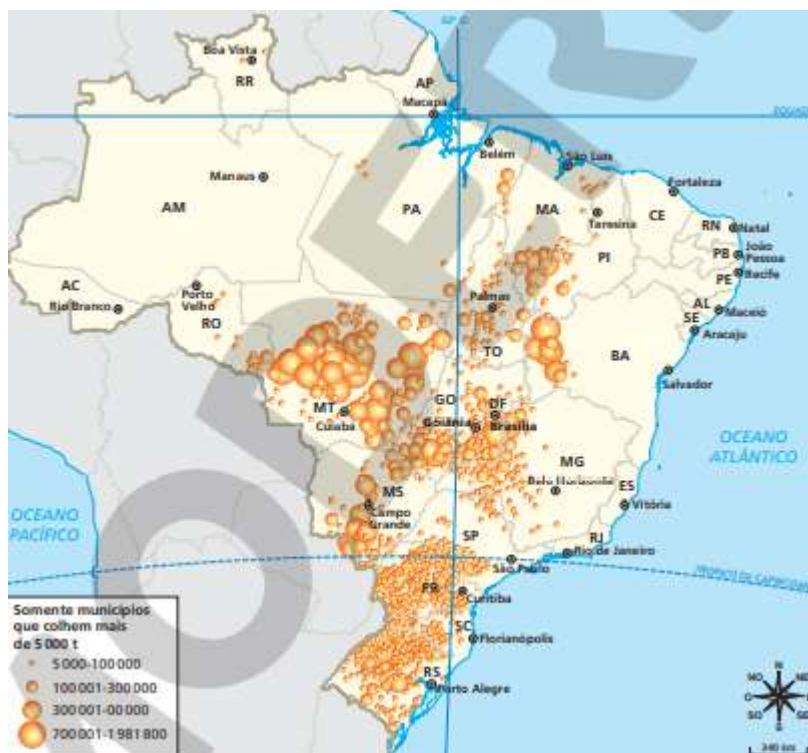 50° O
Boa Vista
RR
AP
Macapá
EQUADOR
Belém
São Luís
Fortaleza
Manaus
AM
PA
MA
CE
Teresina
RN
Natal
PI
PB
João
Pessoa
PE
Recife
AC
Porto
Velho
Rio Branco
Palmas
AL
Maceió
SE
Aracaju
RO
TO
BA
Salvador
MT
Cuiabá
GO
DF
Goiânia
Brasília
OCEANO
ATLÂNTICO
MG
Belo Horizonte
ES
Vitória
MS
Campo
Grande
OCEANO
PACÍFICO
SP
RJ
Rio de Janeiro
São Paulo
TRÓPICO DE CAPRICÓRNIO
PR
Curitiba
SC
Florianópolis
RS
Porto Alegre
Somente municípios
que colhem mais
de 5 000 t
5 000-100 000
100 001-300 000
300 001-00 000
700 001-1 981 800
N
NO
NE
O
SO
SE
S
340 km